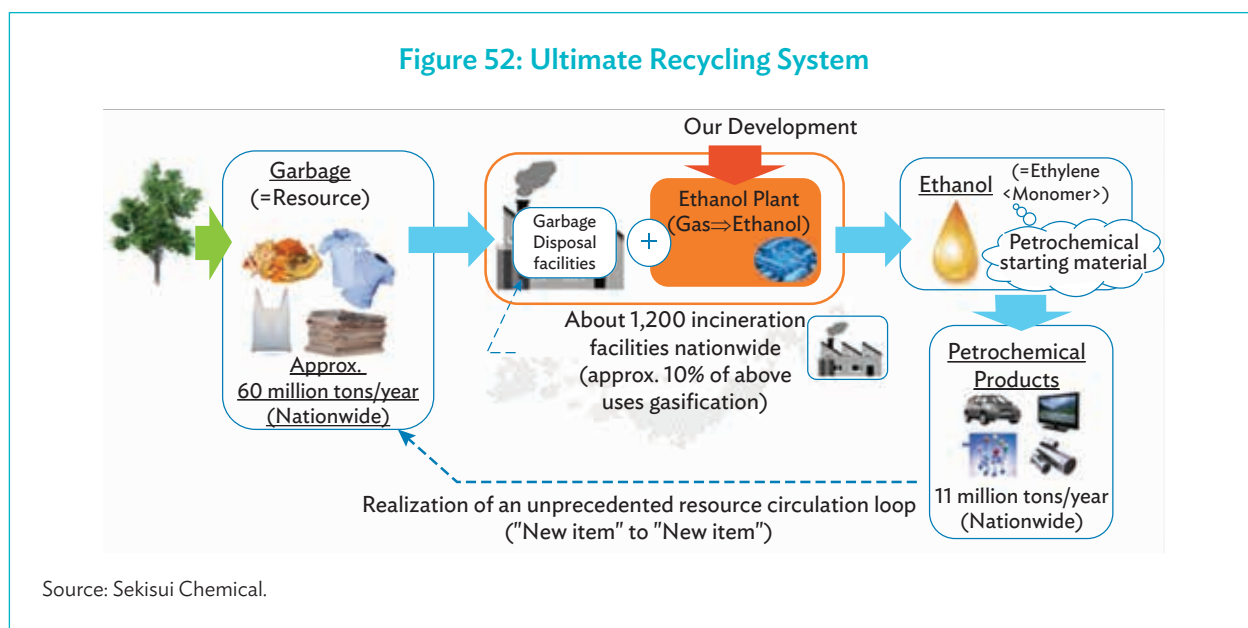 Figure 52: Ultimate Recycling System
Our Development
Garbage
(=Resource)
Approx.
60 million tons/year
(Nationwide)
Garbage
Disposal
facilities
+
Ethanol Plant
(Gas⇒Ethanol)
About 1,200 incineration
facilities nationwide
(approx. 10% of above
uses gasification)
Ethanol
(=Ethylene
<Monomer>)
Petrochemical
starting material
Petrochemical
Products
11 million tons/year
(Nationwide)
Realization of an unprecedented resource circulation loop
("New item" to "New item")
Source: Sekisui Chemical.